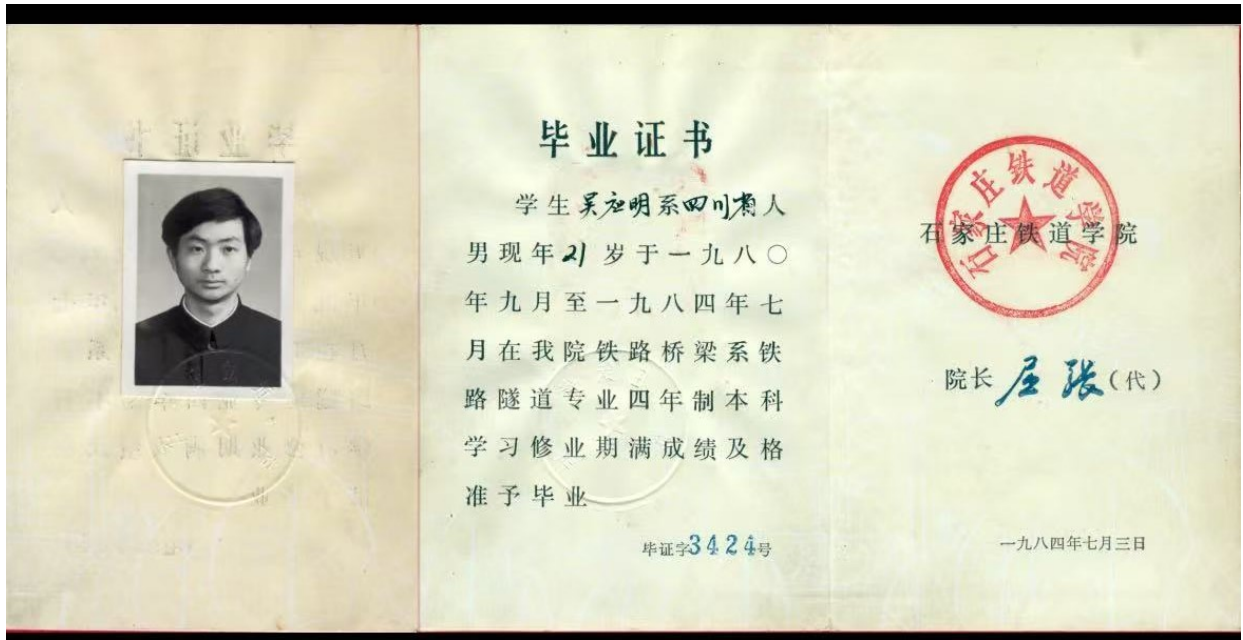 毕业证书
学生吴应明系四川省人
男现年21岁于一九八〇
年九月至一九八四年七
月在我院铁路桥梁系铁
路隧道专业四年制本科
学习修业期满成绩及格
准予毕业
毕证字3424号
石家庄铁道学院
石家庄铁道学院
院长
张(代)
一九八四年七月三日